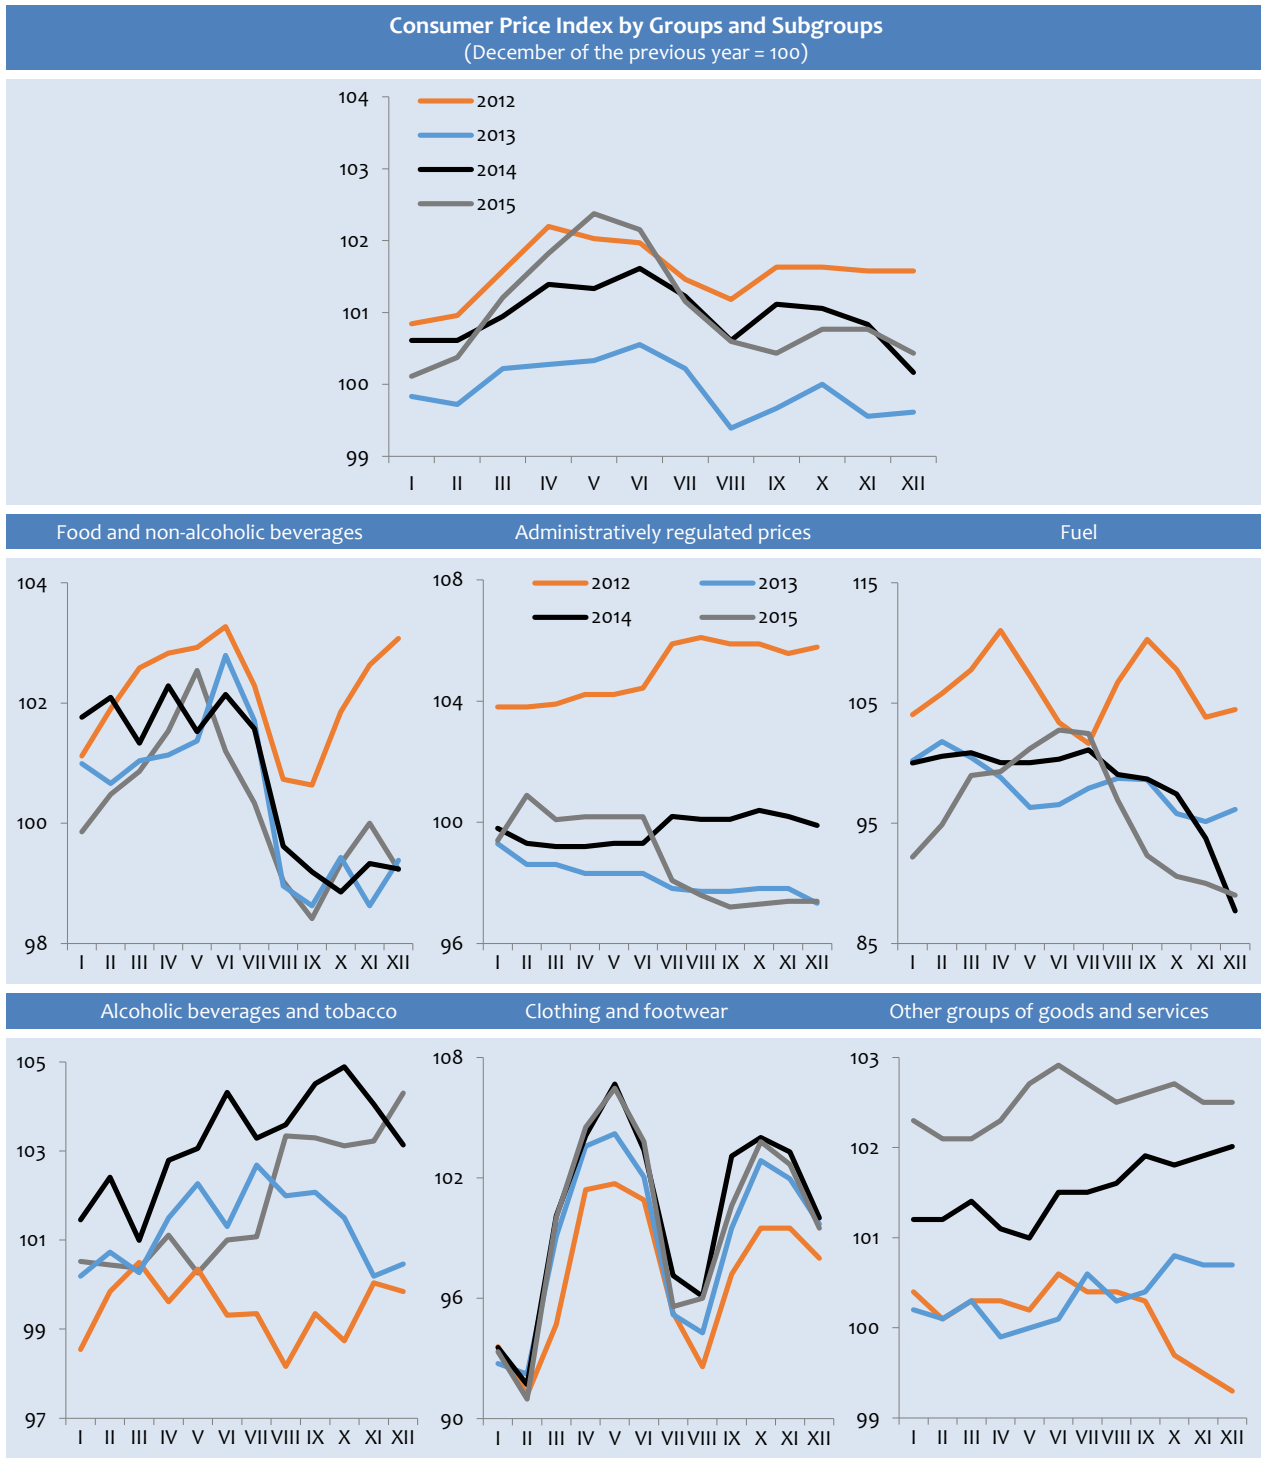 Consumer Price Index by Groups and Subgroups
(December of the previous year = 100)
104
103
102
101
100
99
2012
2013
2014
2015
I II III IV V VI VII VIII IX X XI XII
Food and non-alcoholic beverages
Administratively regulated prices
Fuel
104
102
100
98
I II III IV V VI VII VIII IX X XI XII
108
104
100
96
2012 2013
2014 2015
I II III IV V VI VII VIII IX X XI XII
115
105
95
85
I II III IV V VI VII VIII IX X XI XII
Alcoholic beverages and tobacco
Clothing and footwear
Other groups of goods and services
105
103
101
99
97
I II III IV V VI VII VIII IX X XI XII
108
102
96
90
I II III IV V VI VII VIII IX X XI XII
103
102
101
100
99
I II III IV V VI VII VIII IX X XI XII